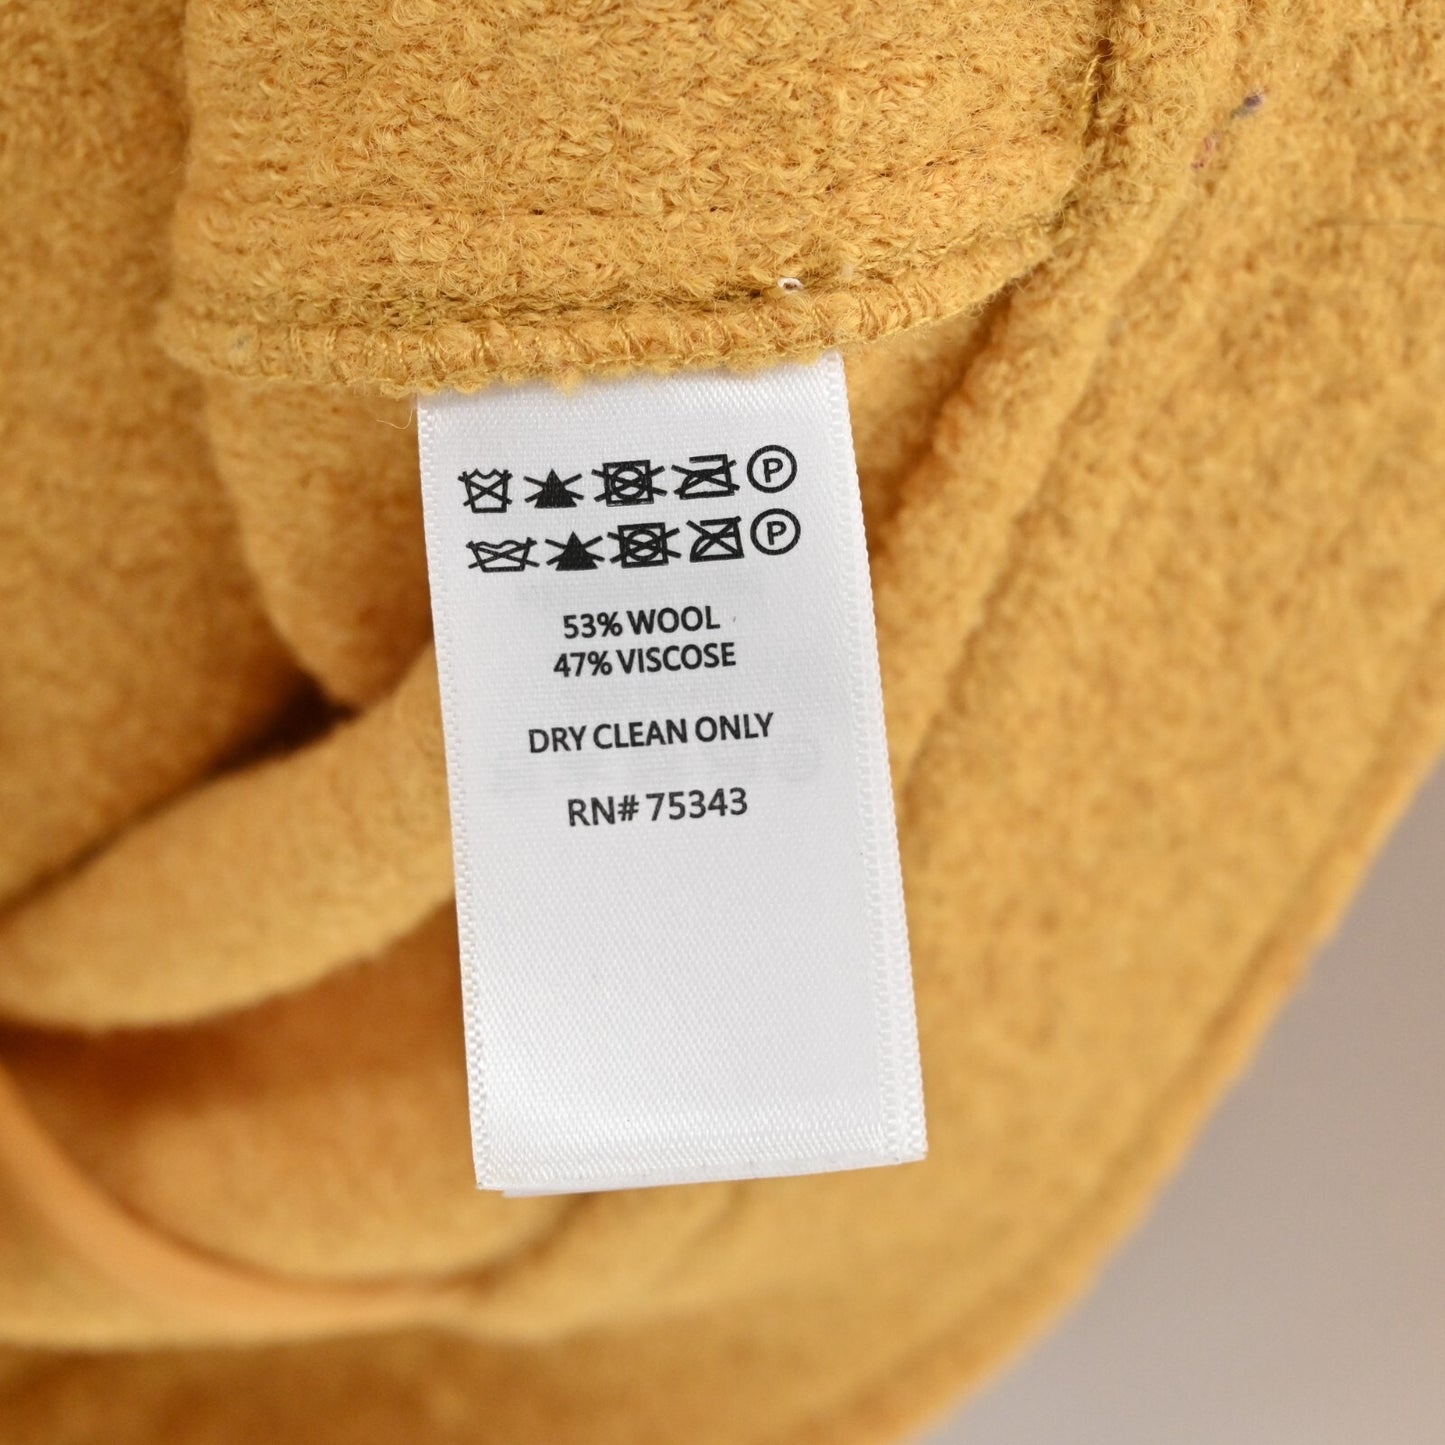 P
P
53% WOOL
47% VISCOSE
DRY CLEAN ONLY
RN# 75343